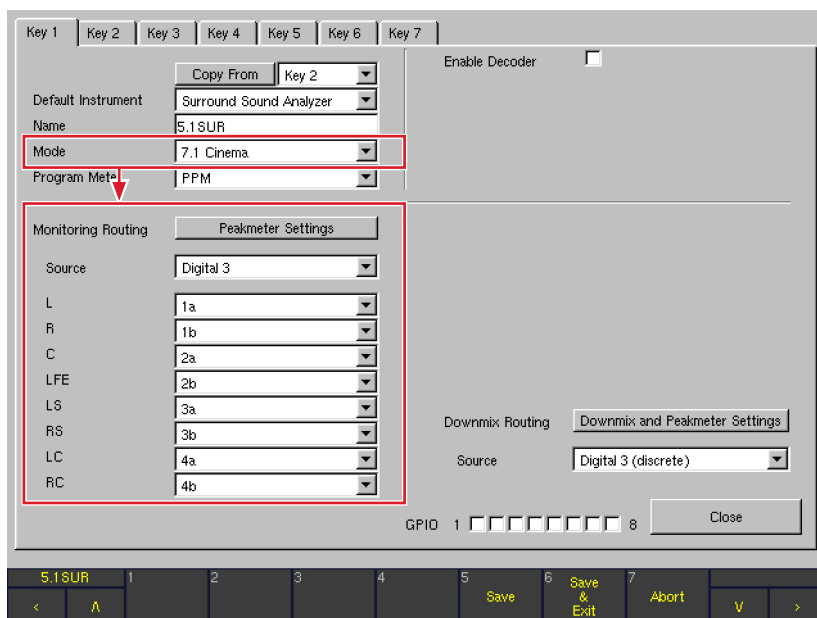 Key 1 Key 2 Key 3 Key 4 Key 5 Key 6 Key 7
Copy From Key 2
Default Instrument Surround Sound Analyzer
Name 5.1SUR
Mode 7.1 Cinema
Program Mete PPM
Enable Decoder
Monitoring Routing Peakmeter Settings
Source Digital 3
L 1a
R 1b
C 2a
LFE 2b
LS 3a
RS 3b
LC 4a
RC 4b
Downmix Routing Downmix and Peakmeter Settings
Source Digital 3 (discrete)
GPIO 1 8
Close
5.1SUR 1 2 3 4 5 6 7
< Λ Save Save & Exit Abort V >